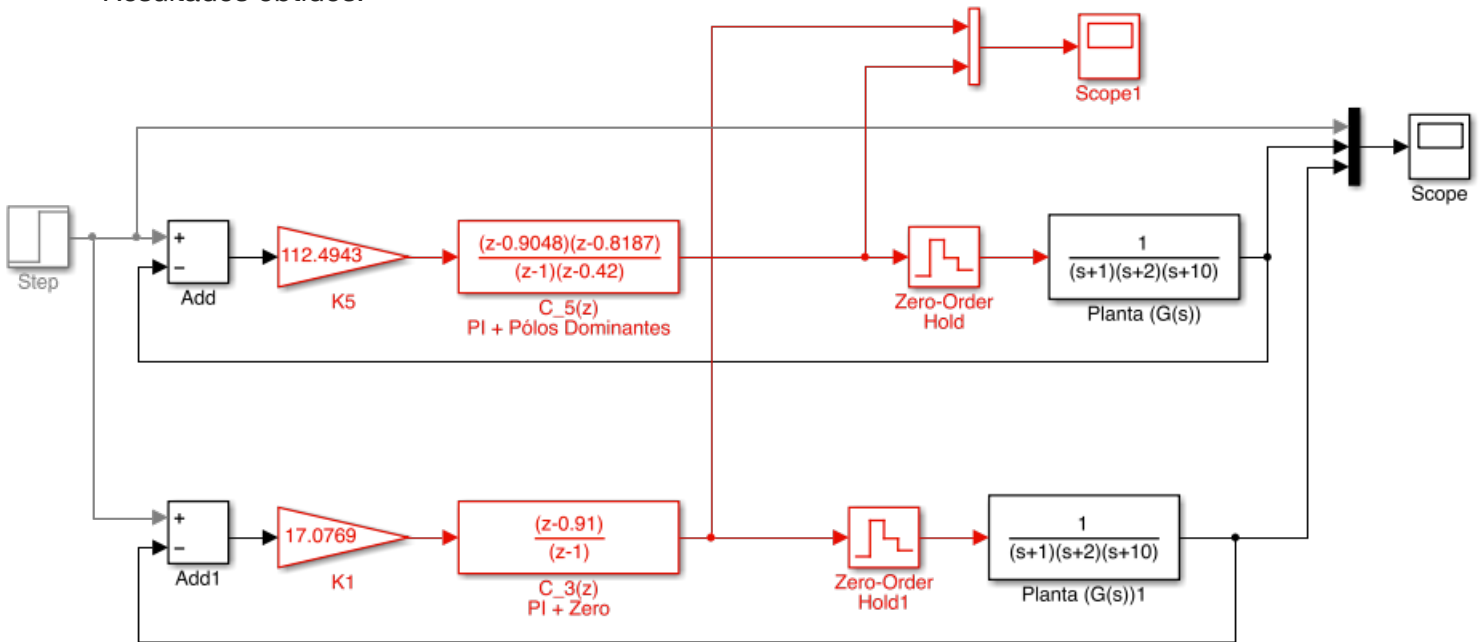 Resultados obtidos:
Scope1
Scope
Step
+
−
Add
112.4943
K5
(z-0.9048)(z-0.8187)
(z-1)(z-0.42)
C_5(z)
PI + Pólos Dominantes
Zero-Order
Hold
1
(s+1)(s+2)(s+10)
Planta (G(s))
+
−
Add1
17.0769
K1
(z-0.91)
(z-1)
C_3(z)
PI + Zero
Zero-Order
Hold1
1
(s+1)(s+2)(s+10)
Planta (G(s))1